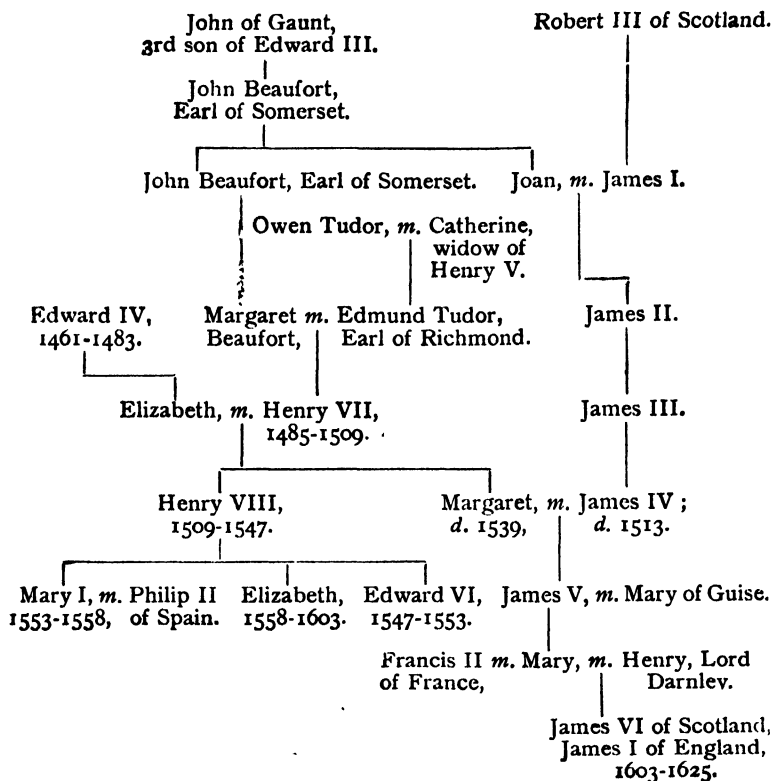 John of Gaunt,
3rd son of Edward III.
Robert III of Scotland.
John Beaufort,
Earl of Somerset.
John Beaufort, Earl of Somerset. Joan, m. James I.
Owen Tudor, m. Catherine,
widow of
Henry V.
Edward IV,
1461-1483.
Margaret m. Edmund Tudor,
Beaufort, Earl of Richmond.
James II.
Elizabeth, m. Henry VII,
1485-1509.
James III.
Henry VIII,
1509-1547.
Margaret, m. James IV ;
d. 1539, d. 1513.
Mary I, m. Philip II
1553-1558, of Spain.
Elizabeth,
1558-1603.
Edward VI,
1547-1553.
James V, m. Mary of Guise.
Francis II m. Mary, m. Henry, Lord
of France, Darnley.
James VI of Scotland,
James I of England,
1603-1625.